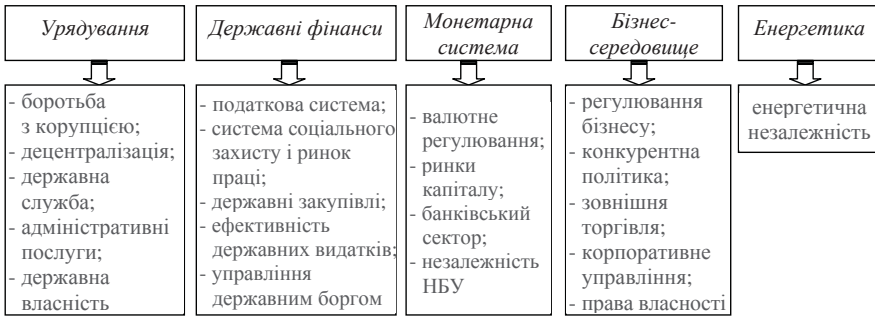 Урядування
Державні фінанси
Монетарна
система
Бізнес-
середовище
Енергетика
- боротьба
з корупцією;
- децентралізація;
- державна
служба;
- адміністративні
послуги;
- державна
власність
- податкова система;
- система соціального
захисту і ринок
праці;
- державні закупівлі;
- ефективність
державних видатків;
- управління
державним боргом
- валютне
регулювання;
- ринки
капіталу;
- банківський
сектор;
- незалежність
НБУ
- регулювання
бізнесу;
- конкурентна
політика;
- зовнішня
торгівля;
- корпоративне
управління;
- права власності
енергетична
незалежність